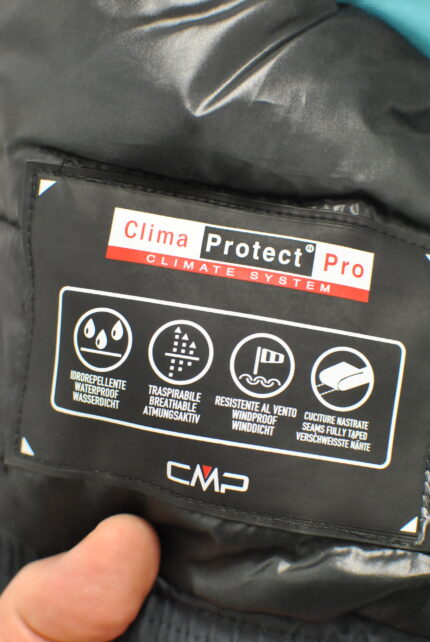 Clima Protect® Pro
CLIMATE SYSTEM
IDROREPELLENTE
WATERPROOF
WASSERDICHT
TRASPIRABILE
BREATHABLE
ATMUNGSAKTIV
RESISTENTE AL VENTO
WINDPROOF
WINDDICHT
CUCITURE NASTRATE
SEAMS FULLY TAPED
VERSCHWEISSTE NÄHTE
CMP